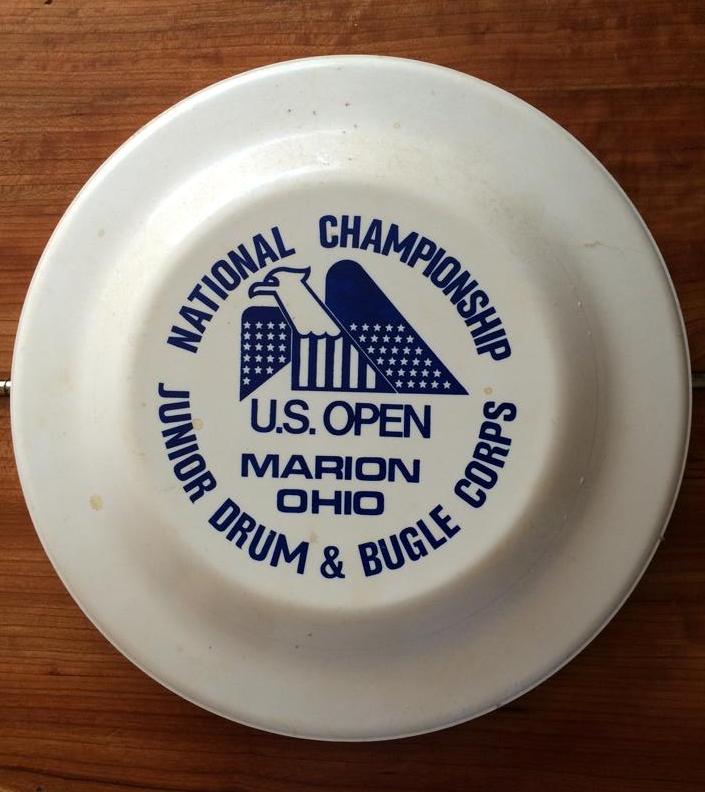 NATIONAL CHAMPIONSHIP
U.S. OPEN
MARION
OHIO
JUNIOR DRUM & BUGLE CORPS